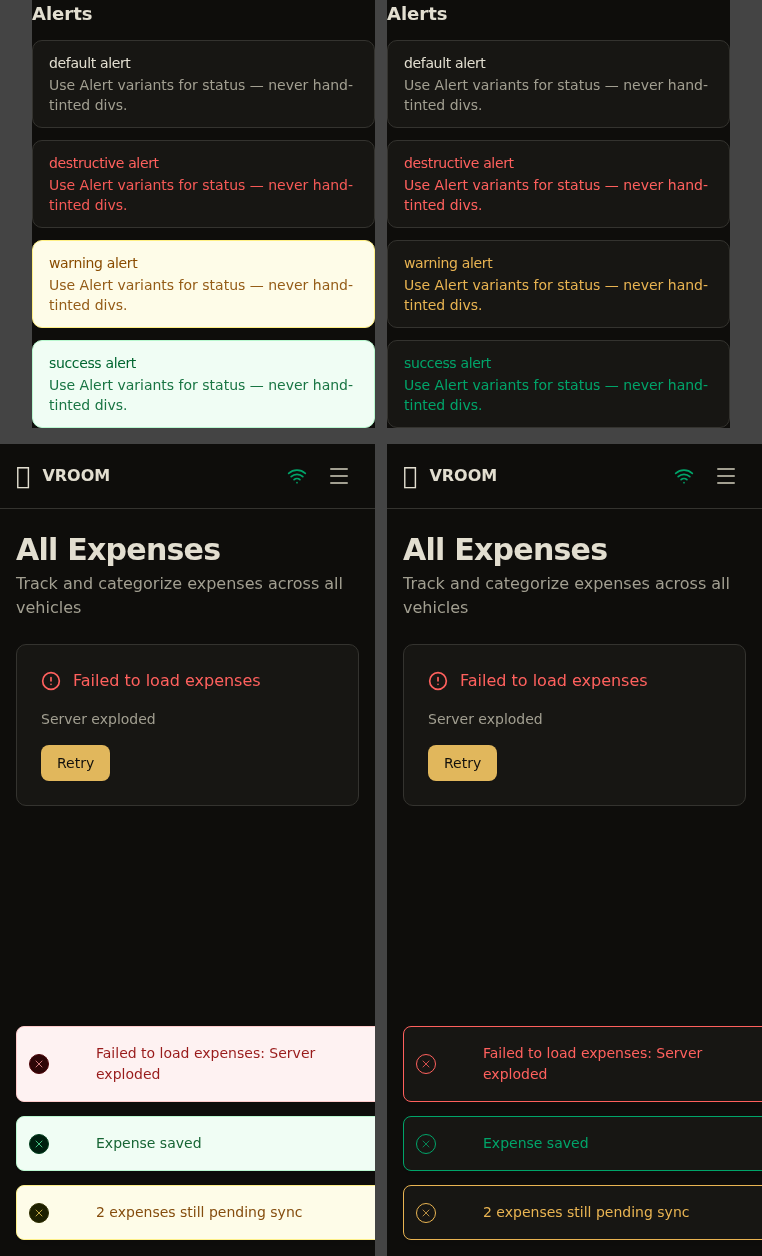 Alerts
default alert
Use Alert variants for status — never hand-
tinted divs.
destructive alert
Use Alert variants for status — never hand-
tinted divs.
warning alert
Use Alert variants for status — never hand-
tinted divs.
success alert
Use Alert variants for status — never hand-
tinted divs.
Alerts
default alert
Use Alert variants for status — never hand-
tinted divs.
destructive alert
Use Alert variants for status — never hand-
tinted divs.
warning alert
Use Alert variants for status — never hand-
tinted divs.
success alert
Use Alert variants for status — never hand-
tinted divs.
VROOM
All Expenses
Track and categorize expenses across all
vehicles
Failed to load expenses
Server exploded
Retry
Failed to load expenses: Server
exploded
Expense saved
2 expenses still pending sync
VROOM
All Expenses
Track and categorize expenses across all
vehicles
Failed to load expenses
Server exploded
Retry
Failed to load expenses: Server
exploded
Expense saved
2 expenses still pending sync